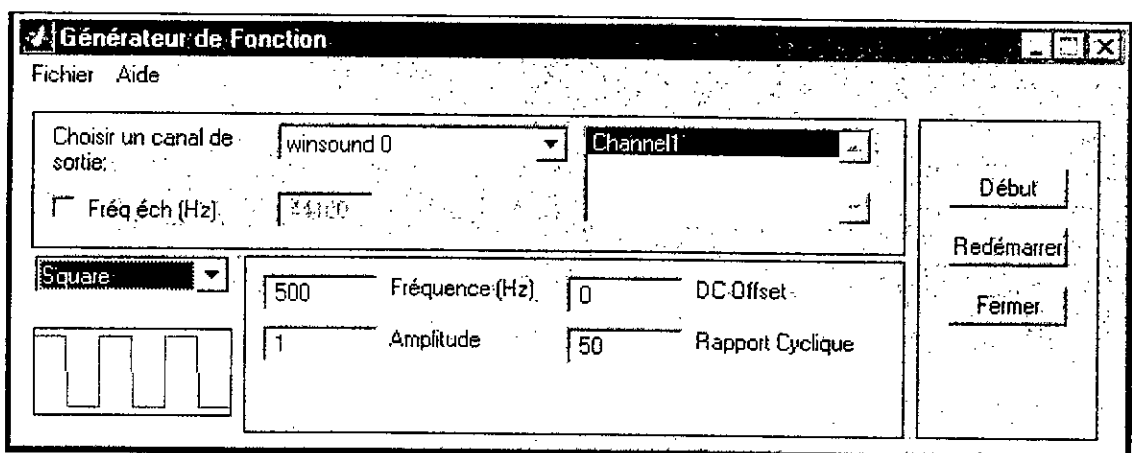 Générateur de Fonction
Fichier Aide
Choisir un canal de
sortie:
winsound 0
Channel1
Fréq éch (Hz)
44100
Début
Redémarrer
Fermer
Square
500 Fréquence (Hz) 0 DC Offset
1 Amplitude 50 Rapport Cyclique